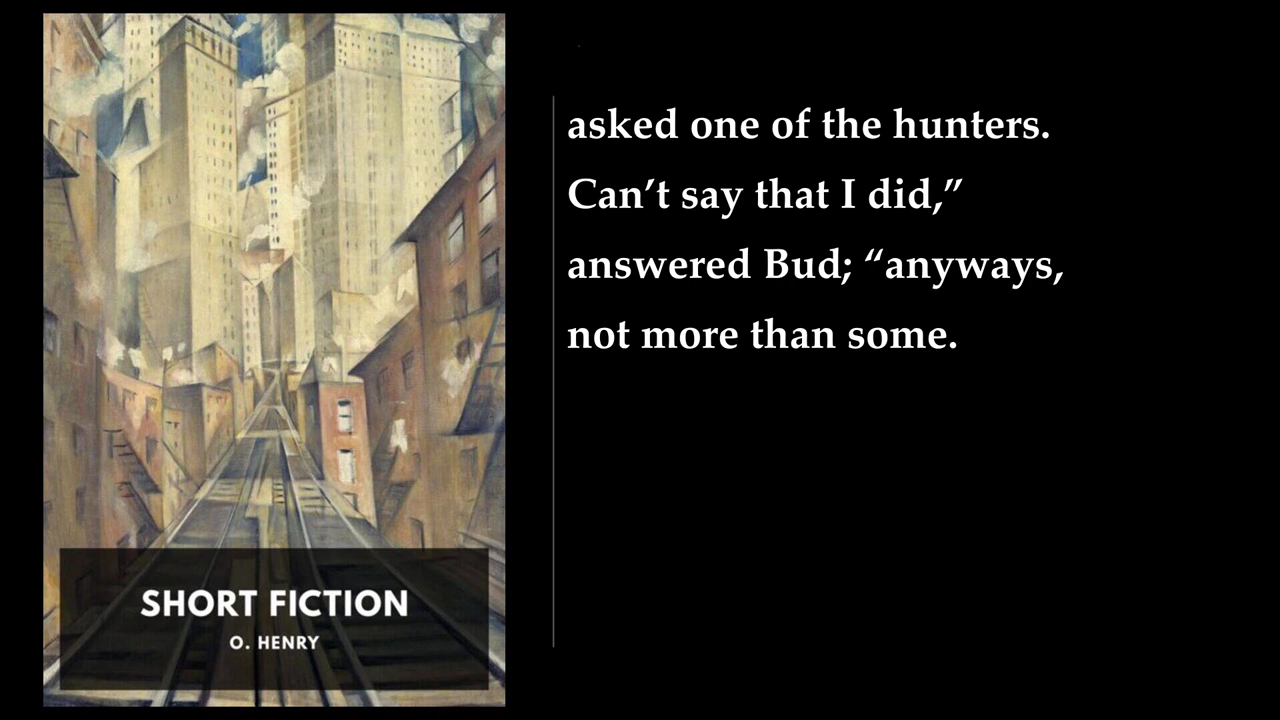 asked one of the hunters.
Can’t say that I did,”
answered Bud; “anyways,
not more than some.
SHORT FICTION
O. HENRY